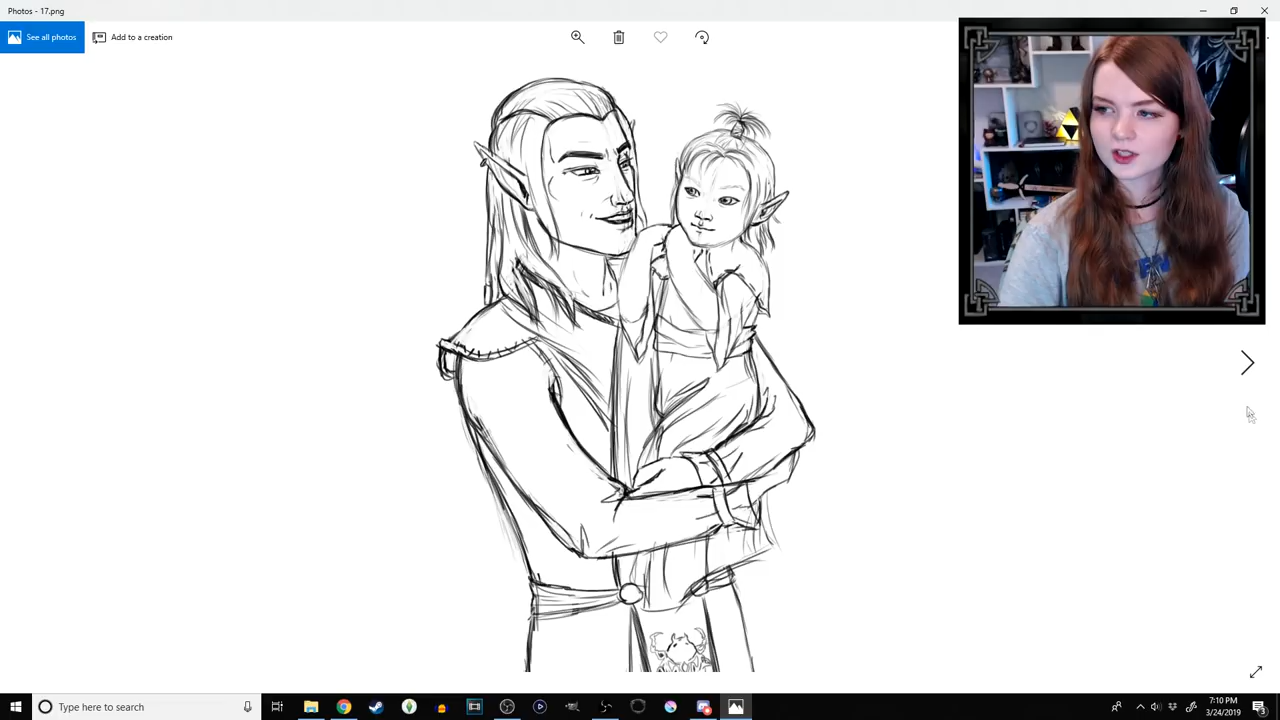 Photos - 17.png
See all photos
Add to a creation
Type here to search
7:10 PM
3/24/2019
3